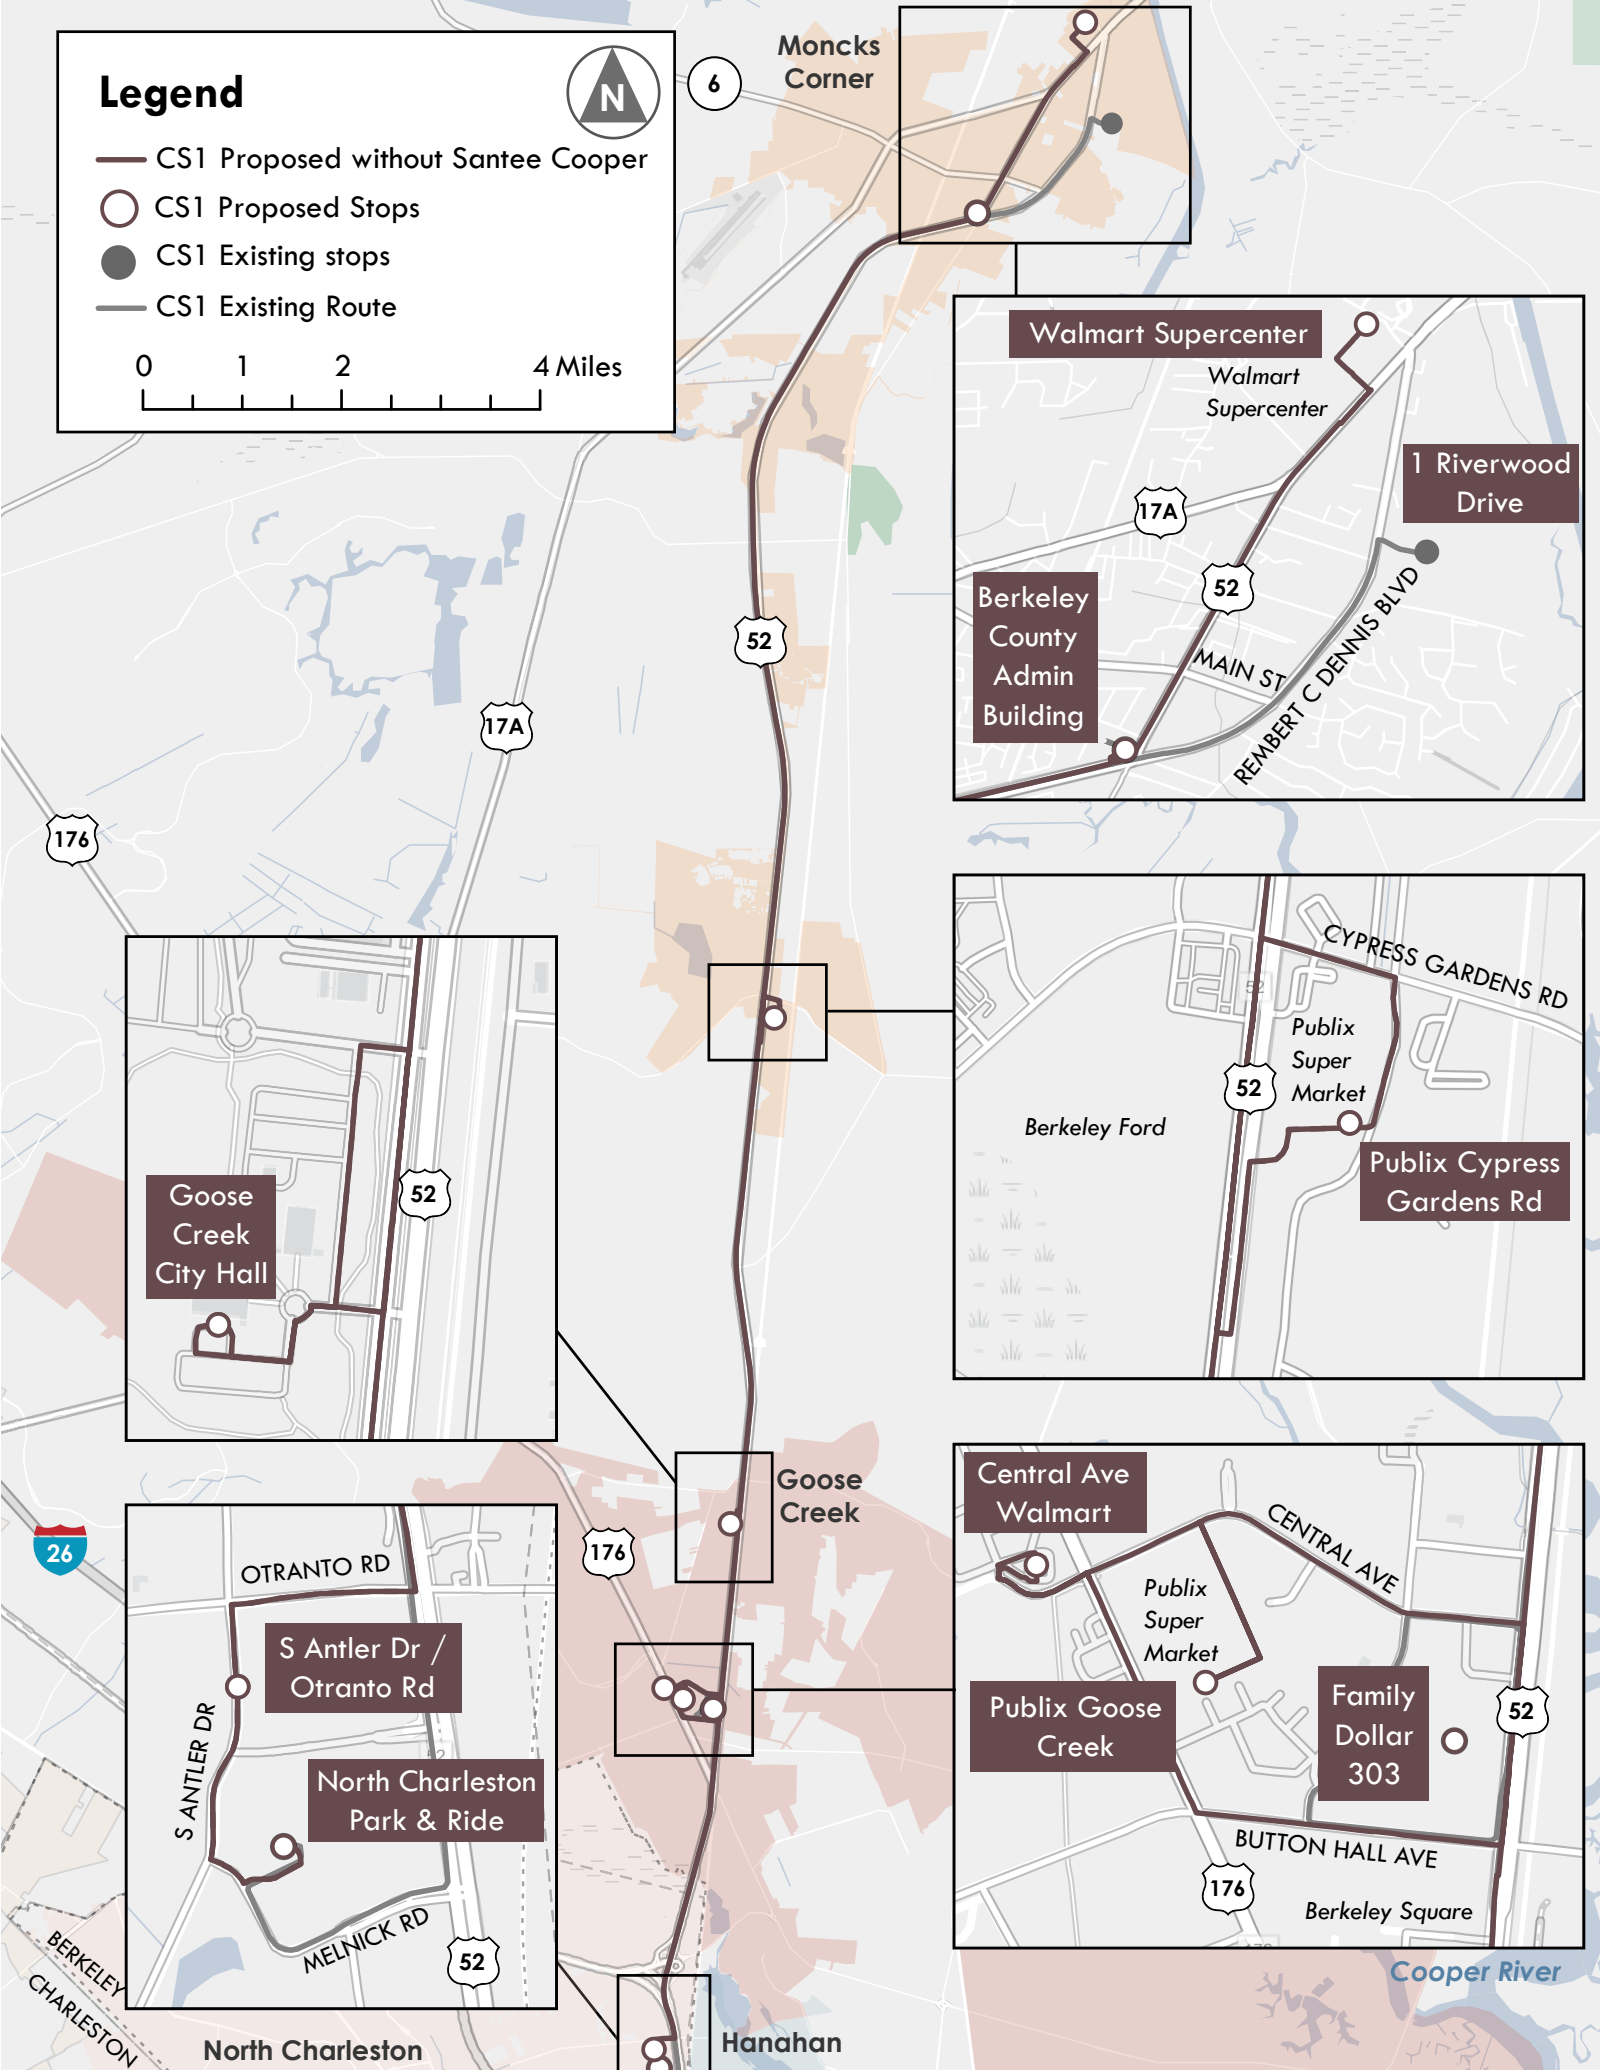 Legend
N
CS1 Proposed without Santee Cooper
CS1 Proposed Stops
CS1 Existing stops
CS1 Existing Route
0 1 2 4 Miles
6
Moncks
Corner
Walmart Supercenter
Walmart
Supercenter
1 Riverwood
Drive
17A
52
Berkeley
County
Admin
Building
MAIN ST
REMBERT C DENNIS BLVD
52
17A
176
CYPRESS GARDENS RD
52
Publix
Super
Market
52
Berkeley Ford
Publix Cypress
Gardens Rd
52
Goose
Creek
City Hall
Goose
Creek
176
26
Central Ave
Walmart
CENTRAL AVE
Publix
Super
Market
Publix Goose
Creek
Family
Dollar
303
52
BUTTON HALL AVE
176
Berkeley Square
OTRANTO RD
S Antler Dr /
Otranto Rd
S ANTLER DR
North Charleston
Park & Ride
MELNICK RD
52
BERKELEY
CHARLESTON
North Charleston
Hanahan
Cooper River